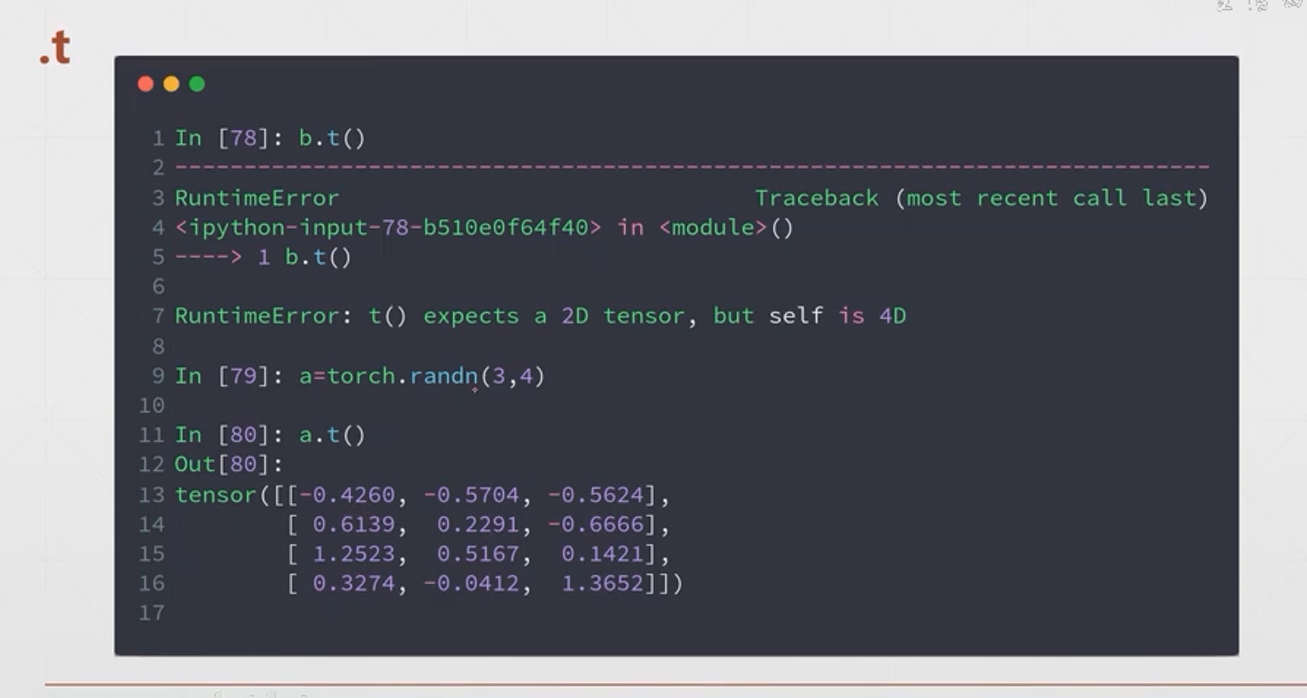 .t
1 In [78]: b.t()
2 ---------------------------------------------------------------------------
3 RuntimeError                              Traceback (most recent call last)
4 <ipython-input-78-b510e0f64f40> in <module>()
5 ----> 1 b.t()
6
7 RuntimeError: t() expects a 2D tensor, but self is 4D
8
9 In [79]: a=torch.randn(3,4)
10
11 In [80]: a.t()
12 Out[80]:
13 tensor([[-0.4260, -0.5704, -0.5624],
14         [ 0.6139,  0.2291, -0.6666],
15         [ 1.2523,  0.5167,  0.1421],
16         [ 0.3274, -0.0412,  1.3652]])
17